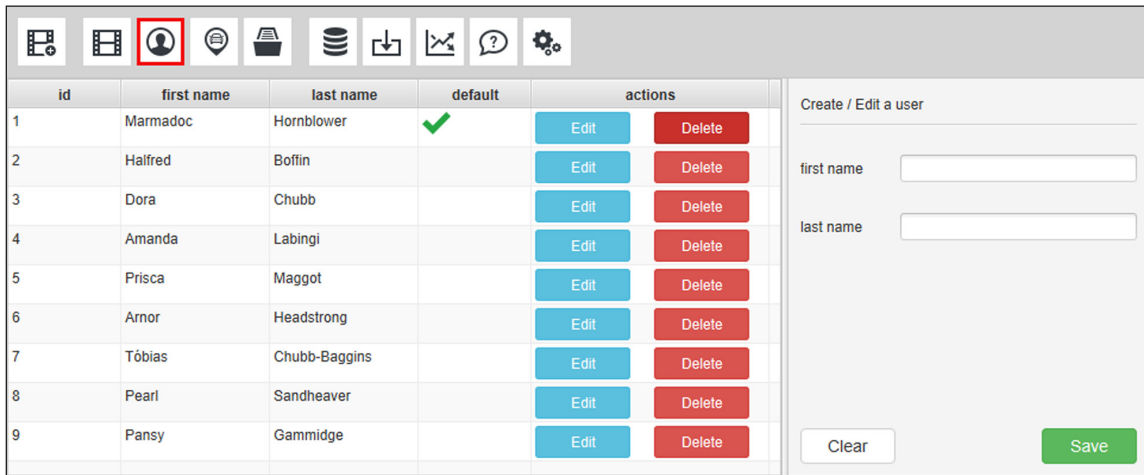 id first name last name default actions
1 Marmadoc Hornblower Edit Delete
2 Halfred Boffin Edit Delete
3 Dora Chubb Edit Delete
4 Amanda Labingi Edit Delete
5 Prisca Maggot Edit Delete
6 Arnor Headstrong Edit Delete
7 Tóbias Chubb-Baggins Edit Delete
8 Pearl Sandheaver Edit Delete
9 Pansy Gammidge Edit Delete
Create / Edit a user
first name
last name
Clear Save